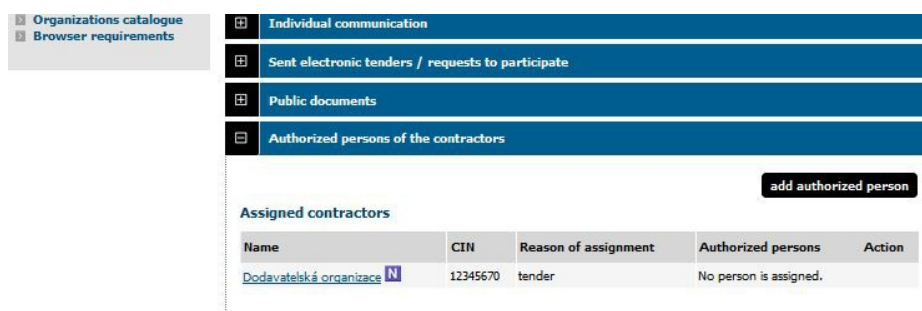 Organizations catalogue
Browser requirements
Individual communication
Sent electronic tenders / requests to participate
Public documents
Authorized persons of the contractors
add authorized person
Assigned contractors
Name CIN Reason of assignment Authorized persons Action
Dodavatelská organizace N 12345670 tender No person is assigned.